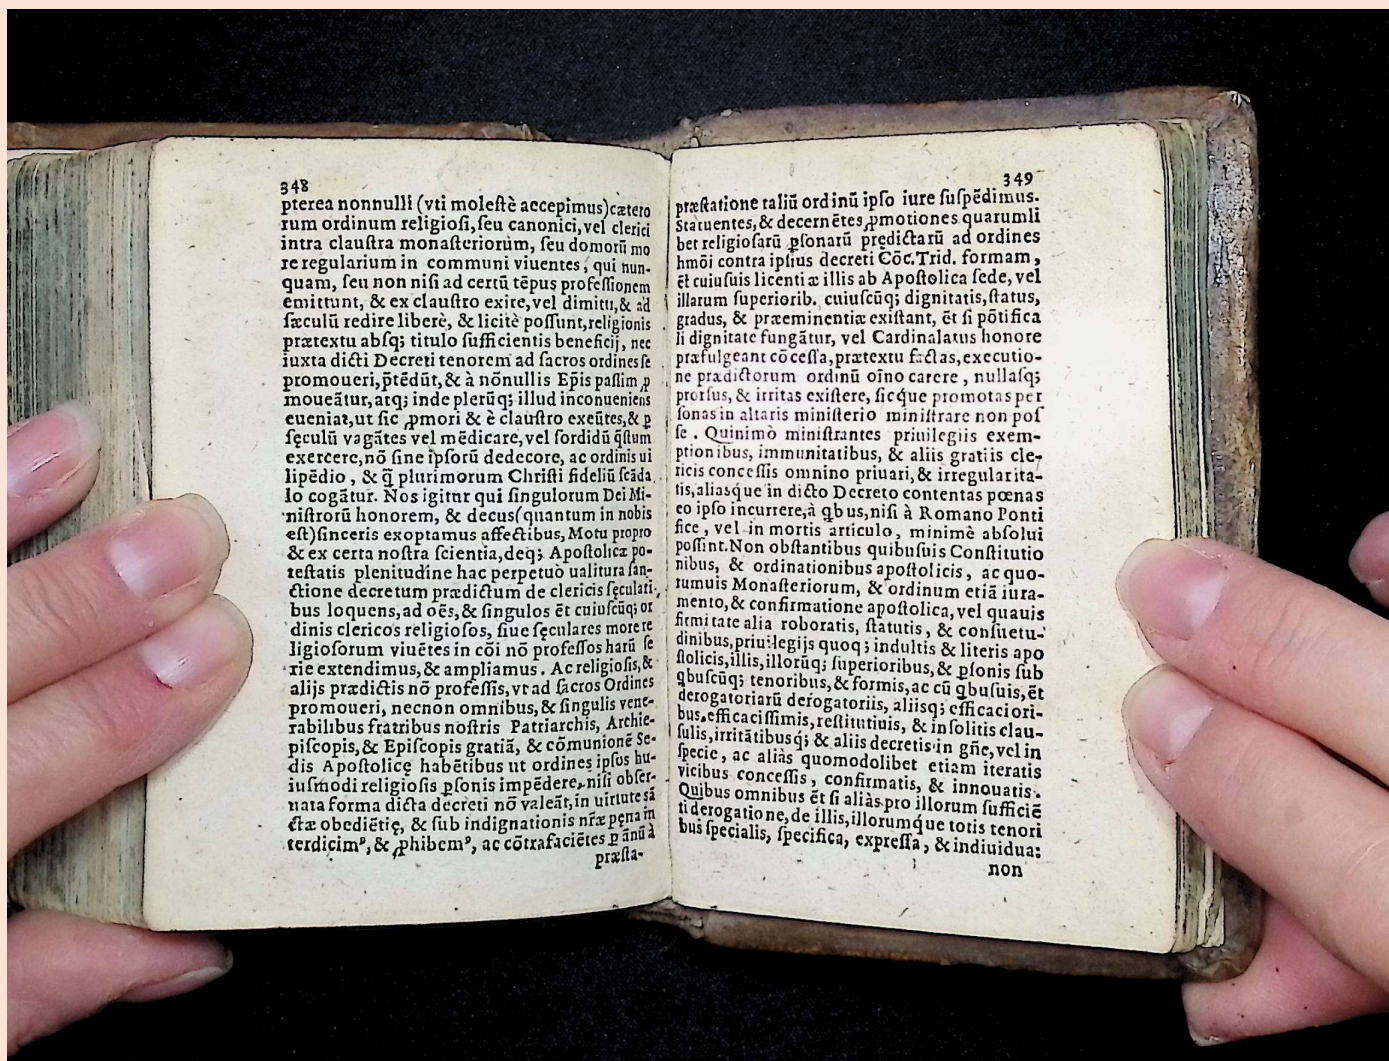 348
pterea nonnulli (vti molestè accepimus) cætero
rum ordinum religiosi, seu canonici, vel clerici
intra claustra monasteriorum, seu domorū mo
re regularium in communi viuentes, qui nun-
quam, seu non nisi ad certū tēpus professionem
emittunt, & ex claustro exire, vel dimitti, & ad
sæculū redire liberè, & licitè possunt, religionis
prætextu absq; titulo sufficientis beneficij, nec
iuxta dicti Decreti tenorem ad sacros ordines se
promoueri, p̄tēdūt, & à nōnullis Ep̄is passim ꝓ
moueātur, atq; inde plerūq; illud inconueniens
eueniat, ut sic ꝓmori & è claustro exeūtes, & ꝑ
sęculū vagātes vel mēdicare, vel sordidū q̄stum
exercere, nō sine ipsorū dedecore, ac ordinis ui
lipēdio, & q̄ plurimorum Christi fideliū scāda
lo cogātur. Nos igitur qui singulorum Dei Mi-
nistrorū honorem, & decus (quantum in nobis
est) sinceris exoptamus affectibus, Motu propro
& ex certa nostra scientia, deq; Apostolicæ po-
testatis plenitudine hac perpetuò ualitura san-
ctione decretum prædictum de clericis sęculari-
bus loquens, ad oēs, & singulos ēt cuiuscūq; or
dinis clericos religiosos, siue sęculares more re
ligiosorum viuētes in cōi nō professos harū se
rie extendimus, & ampliamus. Ac religiosis, &
alijs prædictis nō professis, vt ad sacros Ordines
promoueri, necnon omnibus, & singulis vene-
rabilibus fratribus nostris Patriarchis, Archie-
piscopis, & Episcopis gratiā, & cōmunionē Se-
dis Apostolicę habētibus ut ordines ipsos hu-
iusmodi religiosis ꝑsonis impēdere, nisi obser-
uata forma dicta decreti nō valeāt, in uirtute sā
ctæ obediētię, & sub indignationis nr̄æ pęna in
terdicimꝰ, & ꝓhibemꝰ, ac cōtrafaciētes ꝑ ānū à
præsta-
349
præstatione taliū ordinū ipso iure suspēdimus.
Statuentes, & decernētes ꝓmotiones quarumli
bet religiosarū ꝑsonarū prędictarū ad ordines
hmōi contra ipsius decreti Cōc. Trid. formam,
ēt cuiusuis licentiæ illis ab Apostolica sede, vel
illarum superiorib. cuiuscūq; dignitatis, status,
gradus, & præeminentiæ existant, ēt si pōtifica
li dignitate fungātur, vel Cardinalatus honore
præfulgeant cōcessa, prætextu factas, executio-
ne prædictorum ordinū oīno carere, nullasq;
prorsus, & irritas existere, sicque promotas per
sonas in altaris ministerio ministrare non pos
se. Quinimò ministrantes priuilegiis exem-
ptionibus, immunitatibus, & aliis gratiis cle-
ricis concessis omnino priuari, & irregularita-
tis, aliasque in dicto Decreto contentas pœnas
eo ipso incurrere, à qbus, nisi à Romano Ponti
fice, vel in mortis articulo, minimè absolui
possint. Non obstantibus quibusuis Constitutio
nibus, & ordinationibus apostolicis, ac quo-
rumuis Monasteriorum, & ordinum etiā iura-
mento, & confirmatione apostolica, vel quauis
firmitate alia roboratis, statutis, & consuetu-
dinibus, priuilegijs quoq; indultis & literis apo
stolicis, illis, illorūq; superioribus, & ꝑsonis sub
qbuscūq; tenoribus, & formis, ac cū qbusuis, ēt
derogatoriarū derogatoriis, aliisq; efficaciori-
bus, efficacissimis, restitutiuis, & insolitis clau-
sulis, irritātibusq; & aliis decretis in gn̄e, vel in
specie, ac aliàs quomodolibet etiam iteratis
vicibus concessis, confirmatis, & innouatis.
Quibus omnibus ēt si aliàs pro illorum sufficiē
ti derogatione, de illis, illorumque totis tenori
bus specialis, specifica, expressa, & indiuidua:
non